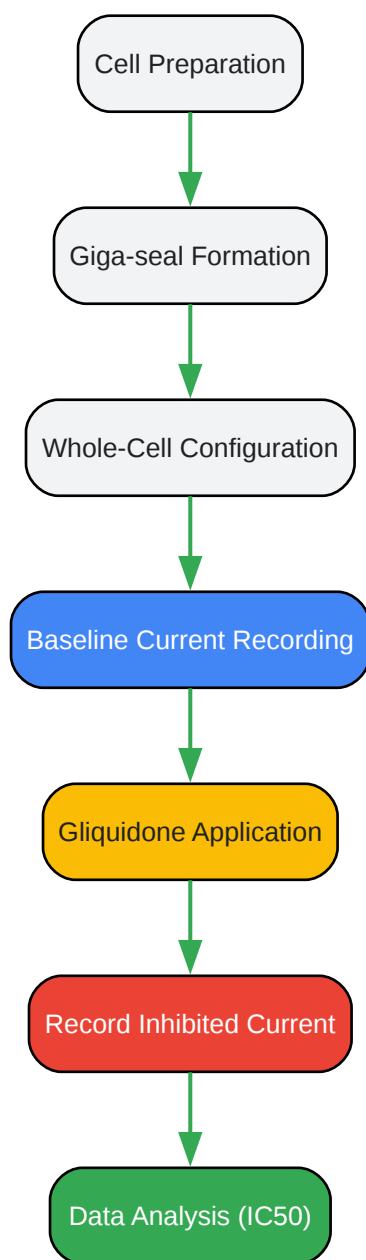 Cell Preparation
Giga-seal Formation
Whole-Cell Configuration
Baseline Current Recording
Gliquidone Application
Record Inhibited Current
Data Analysis (IC50)